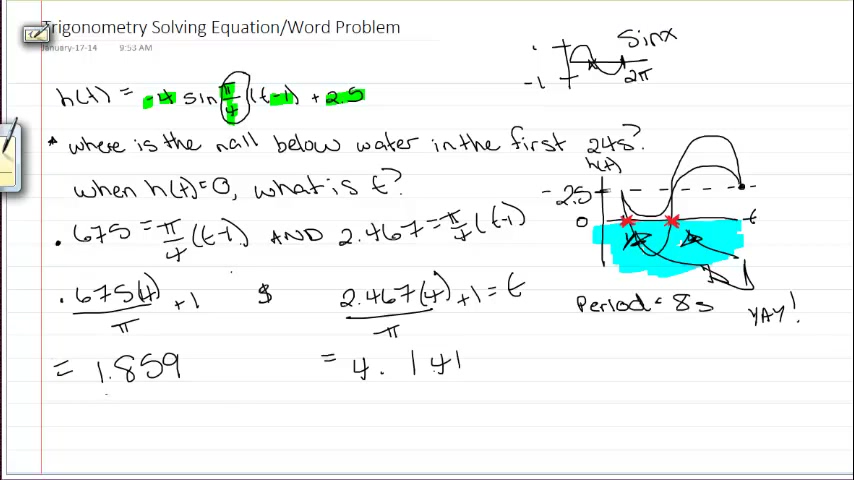 Trigonometry Solving Equation/Word Problem
January-17-14 9:53 AM
sinx
-1
2π
h(t) = -4 sin π/4 (t-1) + 2.5
* where is the nail below water in the first 24s?
when h(t)=0, what is t?
h(t)
-2.5
0
t
.675 = π/4 (t-1) AND 2.467 = π/4 (t-1)
.675(4)/π +1 & 2.467(4)/π +1 = t
Period = 8s
YAY!
= 1.859 = 4.141